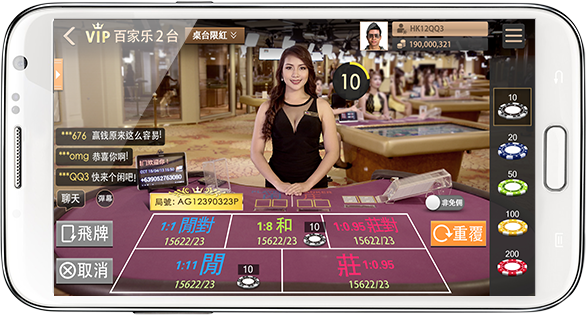 VIP 百家乐 2 台
桌台限紅
HK12QQ3
190,000,321
10
***676 赢钱原来这么容易!
***omg 恭喜你啊!
***QQ3 快来个闲吧!
+639052763080
聊天
彈幕
局號: AG12390323P
非免佣
飛牌
取消
1:1 閒對
15622/23
1:8 和
15622/23
10
1:0.95 莊對
15622/23
重覆
1:11 閒
15622/23
10
莊 1:0.95
15622/23
10
20
50
100
200